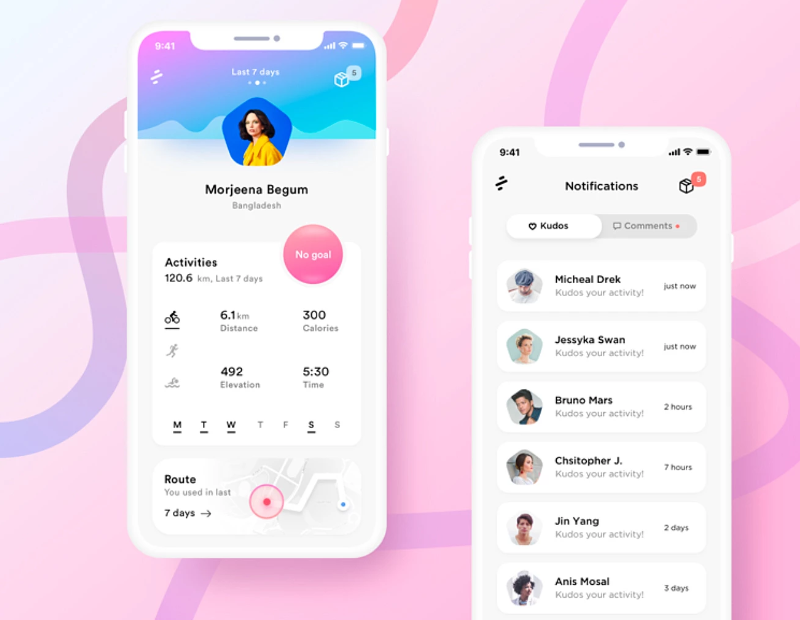 9:41
Last 7 days
5
Morjeena Begum
Bangladesh
Activities
120.6 km, Last 7 days
No goal
6.1km
Distance
300
Calories
492
Elevation
5:30
Time
M T W T F S S
Route
You used in last
7 days →
9:41
Notifications
5
Kudos
Comments
Micheal Drek
Kudos your activity!
just now
Jessyka Swan
Kudos your activity!
just now
Bruno Mars
Kudos your activity!
2 hours
Chsitopher J.
Kudos your activity!
7 hours
Jin Yang
Kudos your activity!
2 days
Anis Mosal
Kudos your activity!
3 days